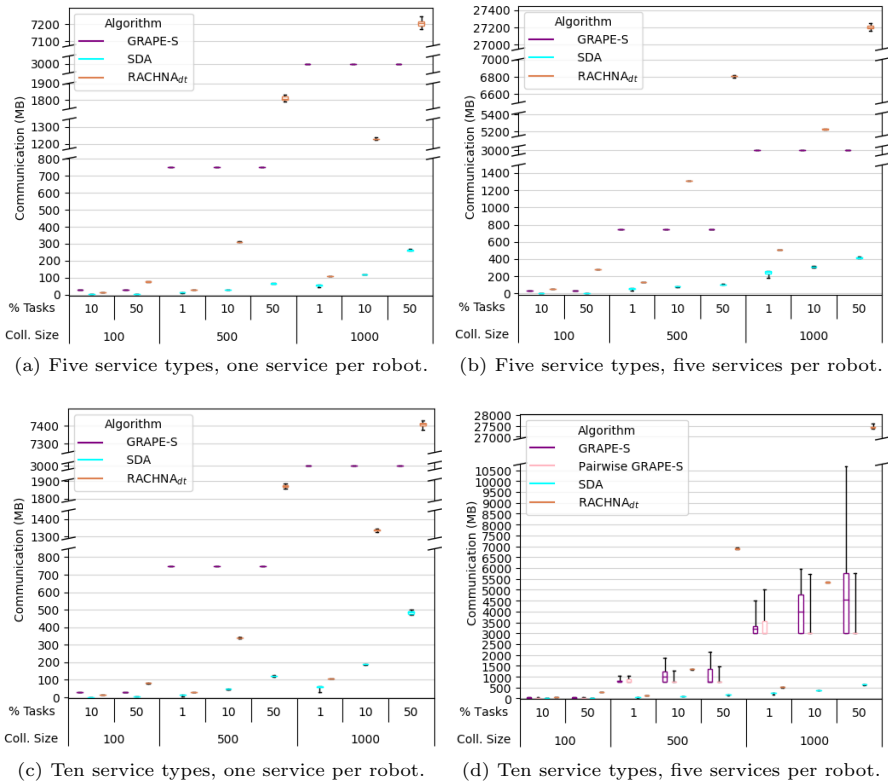 7200
7100
3000
1900
1800
1300
1200
800
700
600
500
400
300
200
100
0
Communication (MB)
Algorithm
GRAPE-S
SDA
RACHNAdt
% Tasks 10 50 1 10 50 1 10 50
Coll. Size 100 500 1000
(a) Five service types, one service per robot.
27400
27200
27000
7000
6800
6600
5400
5200
3000
1400
1200
1000
800
600
400
200
0
Communication (MB)
Algorithm
GRAPE-S
SDA
RACHNAdt
% Tasks 10 50 1 10 50 1 10 50
Coll. Size 100 500 1000
(b) Five service types, five services per robot.
7400
7300
3000
1900
1800
1400
1300
800
700
600
500
400
300
200
100
0
Communication (MB)
Algorithm
GRAPE-S
SDA
RACHNAdt
% Tasks 10 50 1 10 50 1 10 50
Coll. Size 100 500 1000
(c) Ten service types, one service per robot.
28000
27500
27000
10500
10000
9500
9000
8500
8000
7500
7000
6500
6000
5500
5000
4500
4000
3500
3000
2500
2000
1500
1000
500
0
Communication (MB)
Algorithm
GRAPE-S
Pairwise GRAPE-S
SDA
RACHNAdt
% Tasks 10 50 1 10 50 1 10 50
Coll. Size 100 500 1000
(d) Ten service types, five services per robot.